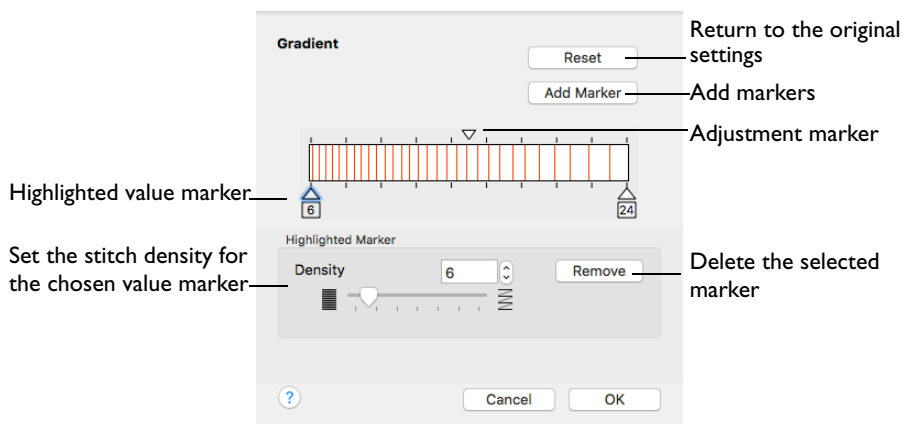 Gradient
Return to the original
settings
Reset
Add Marker
Add markers
Adjustment marker
Highlighted value marker
6
24
Highlighted Marker
Set the stitch density for
the chosen value marker
Density
6
Remove
Delete the selected
marker
?
Cancel
OK